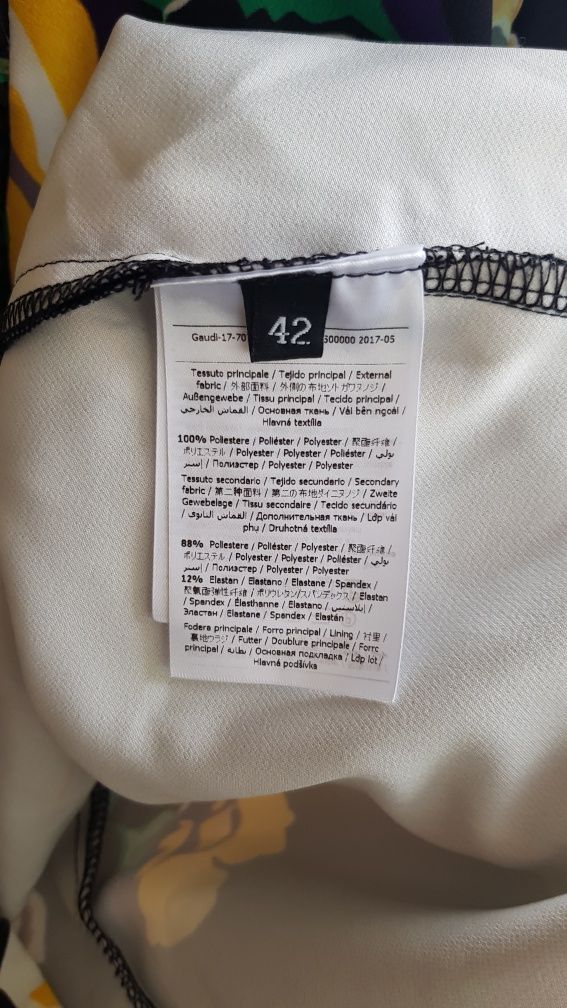 42
Gaudi-17-70 S00000 2017-05
Tessuto principale / Tejido principal / External
fabric / 外部面料 / 外側の布地ソトガワヌノジ /
Außengewebe / Tissu principal / Tecido principal /
القماس الخارجي / Основная ткань / Vải bên ngoài /
Hlavná textília
100% Poliestere / Poliéster / Polyester / 聚酯纤维 /
ポリエステル / Polyester / Polyester / Poliéster / بولي
إستر / Полиэстер / Polyester / Polyester
Tessuto secondario / Tejido secundario / Secondary
fabric / 第二种面料 / 第二の布地ダイニヌノジ / Zweite
Gewebelage / Tissu secondaire / Tecido secundário
/ القماس الثانوى / Дополнительная ткань / Lớp vải
phụ / Druhotná textília
88% Poliestere / Poliéster / Polyester / 聚酯纤维 /
ポリエステル / Polyester / Polyester / Poliéster / بولي
إستر / Полиэстер / Polyester / Polyester
12% Elastan / Elastano / Elastane / Spandex /
聚氨酯弹性纤维 / ポリウレタン/スパンデックス / Elastan
/ Spandex / Élasthanne / Elastano / إيلاستيس /
Эластан / Elastane / Spandex / Elastán
Fodera principale / Forro principal / Lining / 衬里 /
裏地ウラジ / Futter / Doublure principale / Forro
principal / بطانه / Основная подкладка / Lớp lót /
Hlavná podšívka